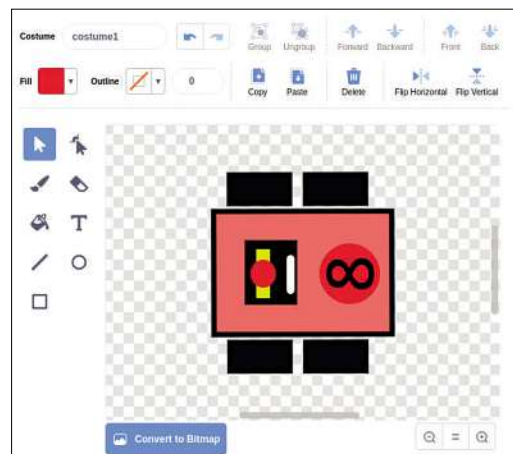 Costume costume1 Group Ungroup Forward Backward Front Back
Fill Outline 0 Copy Paste Delete Flip Horizontal Flip Vertical
T
8
Convert to Bitmap =